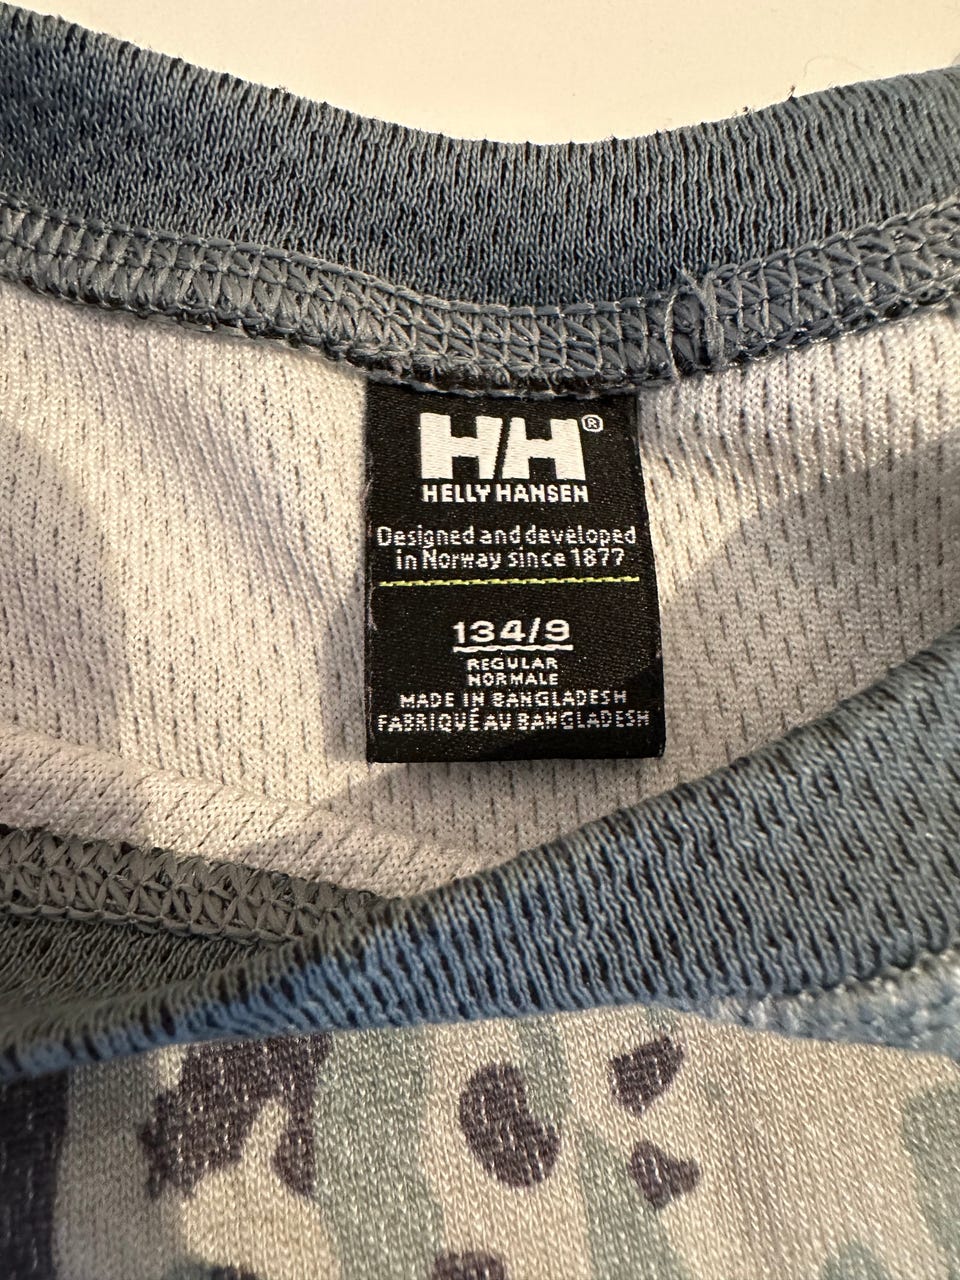 HH®
HELLY HANSEN
Designed and developed
in Norway since 1877
134/9
REGULAR
NORMALE
MADE IN BANGLADESH
FABRIQUÉ AU BANGLADESH